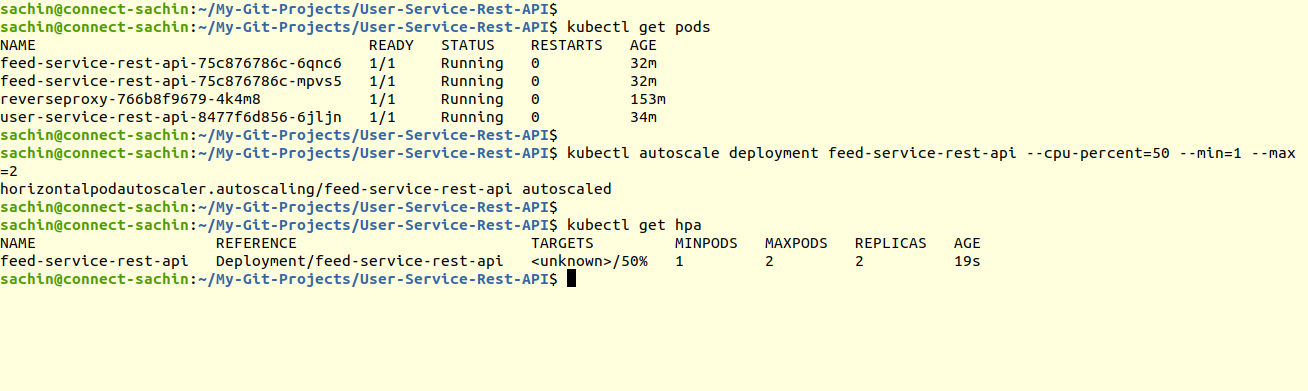 sachin@connect-sachin:~/My-Git-Projects/User-Service-Rest-API$
sachin@connect-sachin:~/My-Git-Projects/User-Service-Rest-API$ kubectl get pods
NAME                                     READY   STATUS    RESTARTS   AGE
feed-service-rest-api-75c876786c-6qnc6   1/1     Running   0          32m
feed-service-rest-api-75c876786c-mpvs5   1/1     Running   0          32m
reverseproxy-766b8f9679-4k4m8            1/1     Running   0          153m
user-service-rest-api-8477f6d856-6jljn   1/1     Running   0          34m
sachin@connect-sachin:~/My-Git-Projects/User-Service-Rest-API$
sachin@connect-sachin:~/My-Git-Projects/User-Service-Rest-API$ kubectl autoscale deployment feed-service-rest-api --cpu-percent=50 --min=1 --max
=2
horizontalpodautoscaler.autoscaling/feed-service-rest-api autoscaled
sachin@connect-sachin:~/My-Git-Projects/User-Service-Rest-API$
sachin@connect-sachin:~/My-Git-Projects/User-Service-Rest-API$ kubectl get hpa
NAME                    REFERENCE                          TARGETS         MINPODS   MAXPODS   REPLICAS   AGE
feed-service-rest-api   Deployment/feed-service-rest-api   <unknown>/50%   1         2         2          19s
sachin@connect-sachin:~/My-Git-Projects/User-Service-Rest-API$